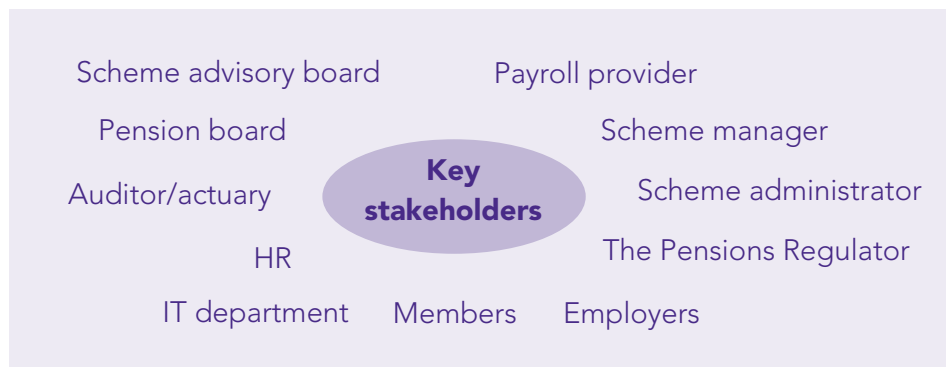 Scheme advisory board
Payroll provider
Pension board
Scheme manager
Key
stakeholders
Auditor/actuary
Scheme administrator
HR
The Pensions Regulator
IT department
Members
Employers